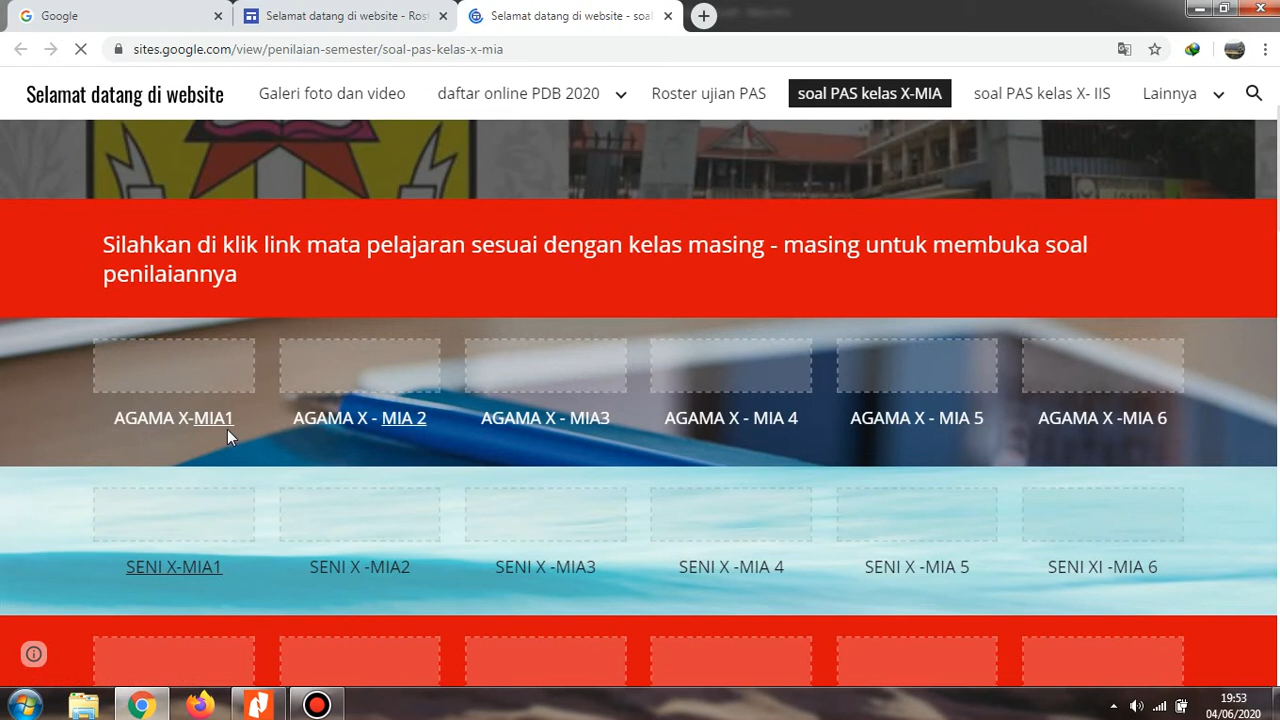 Google
Selamat datang di website - Ros
Selamat datang di website - soa
sites.google.com/view/penilaian-semester/soal-pas-kelas-x-mia
Selamat datang di website
Galeri foto dan video
daftar online PDB 2020
Roster ujian PAS
soal PAS kelas X-MIA
soal PAS kelas X- IIS
Lainnya
Silahkan di klik link mata pelajaran sesuai dengan kelas masing - masing untuk membuka soal
penilaiannya
AGAMA X-MIA1
AGAMA X - MIA 2
AGAMA X - MIA3
AGAMA X - MIA 4
AGAMA X - MIA 5
AGAMA X -MIA 6
SENI X-MIA1
SENI X -MIA2
SENI X -MIA3
SENI X -MIA 4
SENI X -MIA 5
SENI XI -MIA 6
19:53
04/06/2020